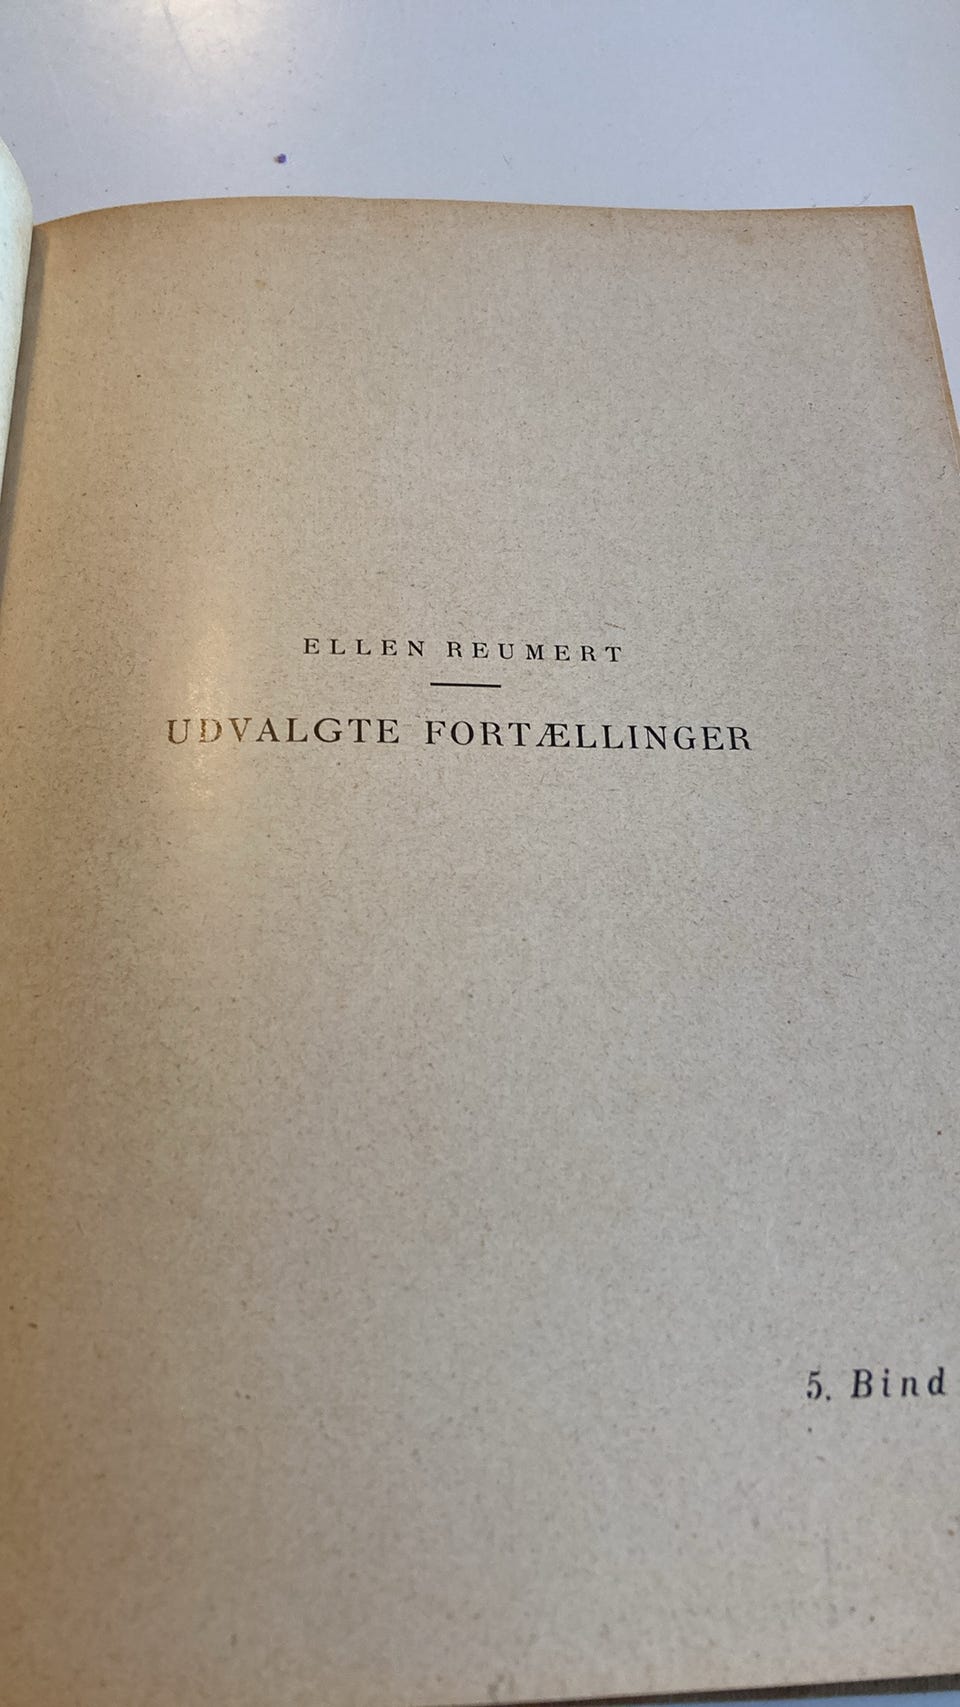 ELLEN REUMERT
UDVALGTE FORTÆLLINGER
5. Bind